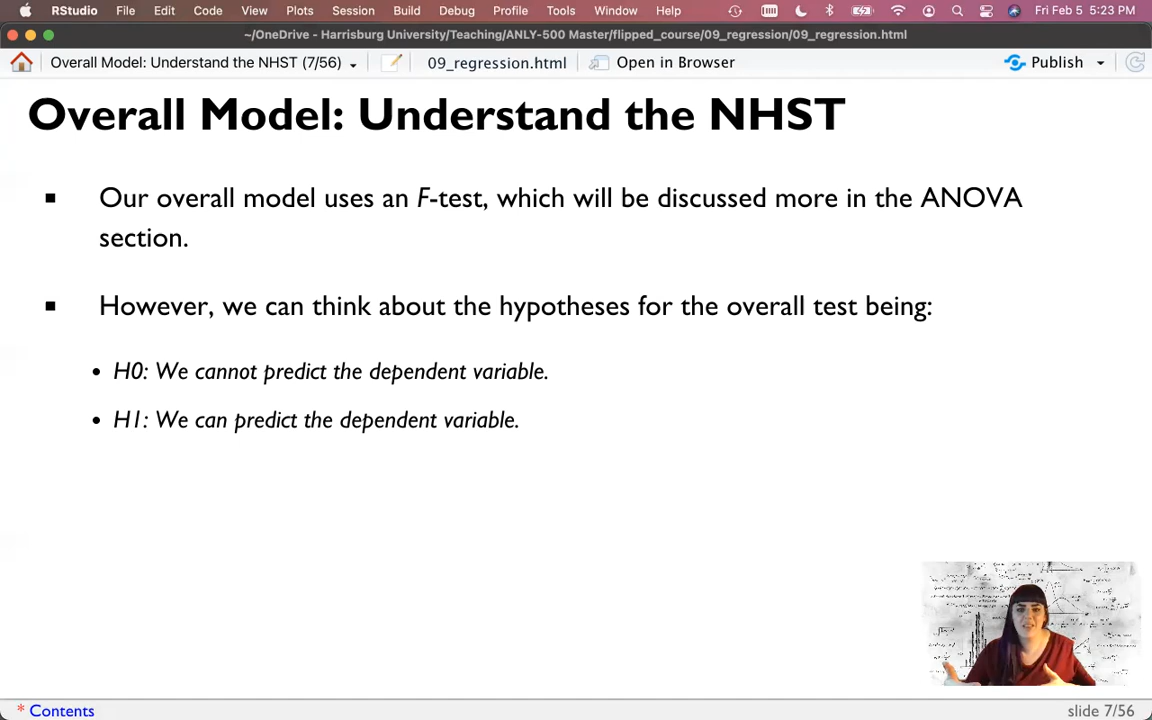 RStudio File Edit Code View Plots Session Build Debug Profile Tools Window Help Fri Feb 5 5:23 PM
~/OneDrive - Harrisburg University/Teaching/ANLY-500 Master/flipped_course/09_regression/09_regression.html
Overall Model: Understand the NHST (7/56) 09_regression.html Open in Browser Publish
Overall Model: Understand the NHST
Our overall model uses an F-test, which will be discussed more in the ANOVA
section.
However, we can think about the hypotheses for the overall test being:
H0: We cannot predict the dependent variable.
H1: We can predict the dependent variable.
* Contents slide 7/56